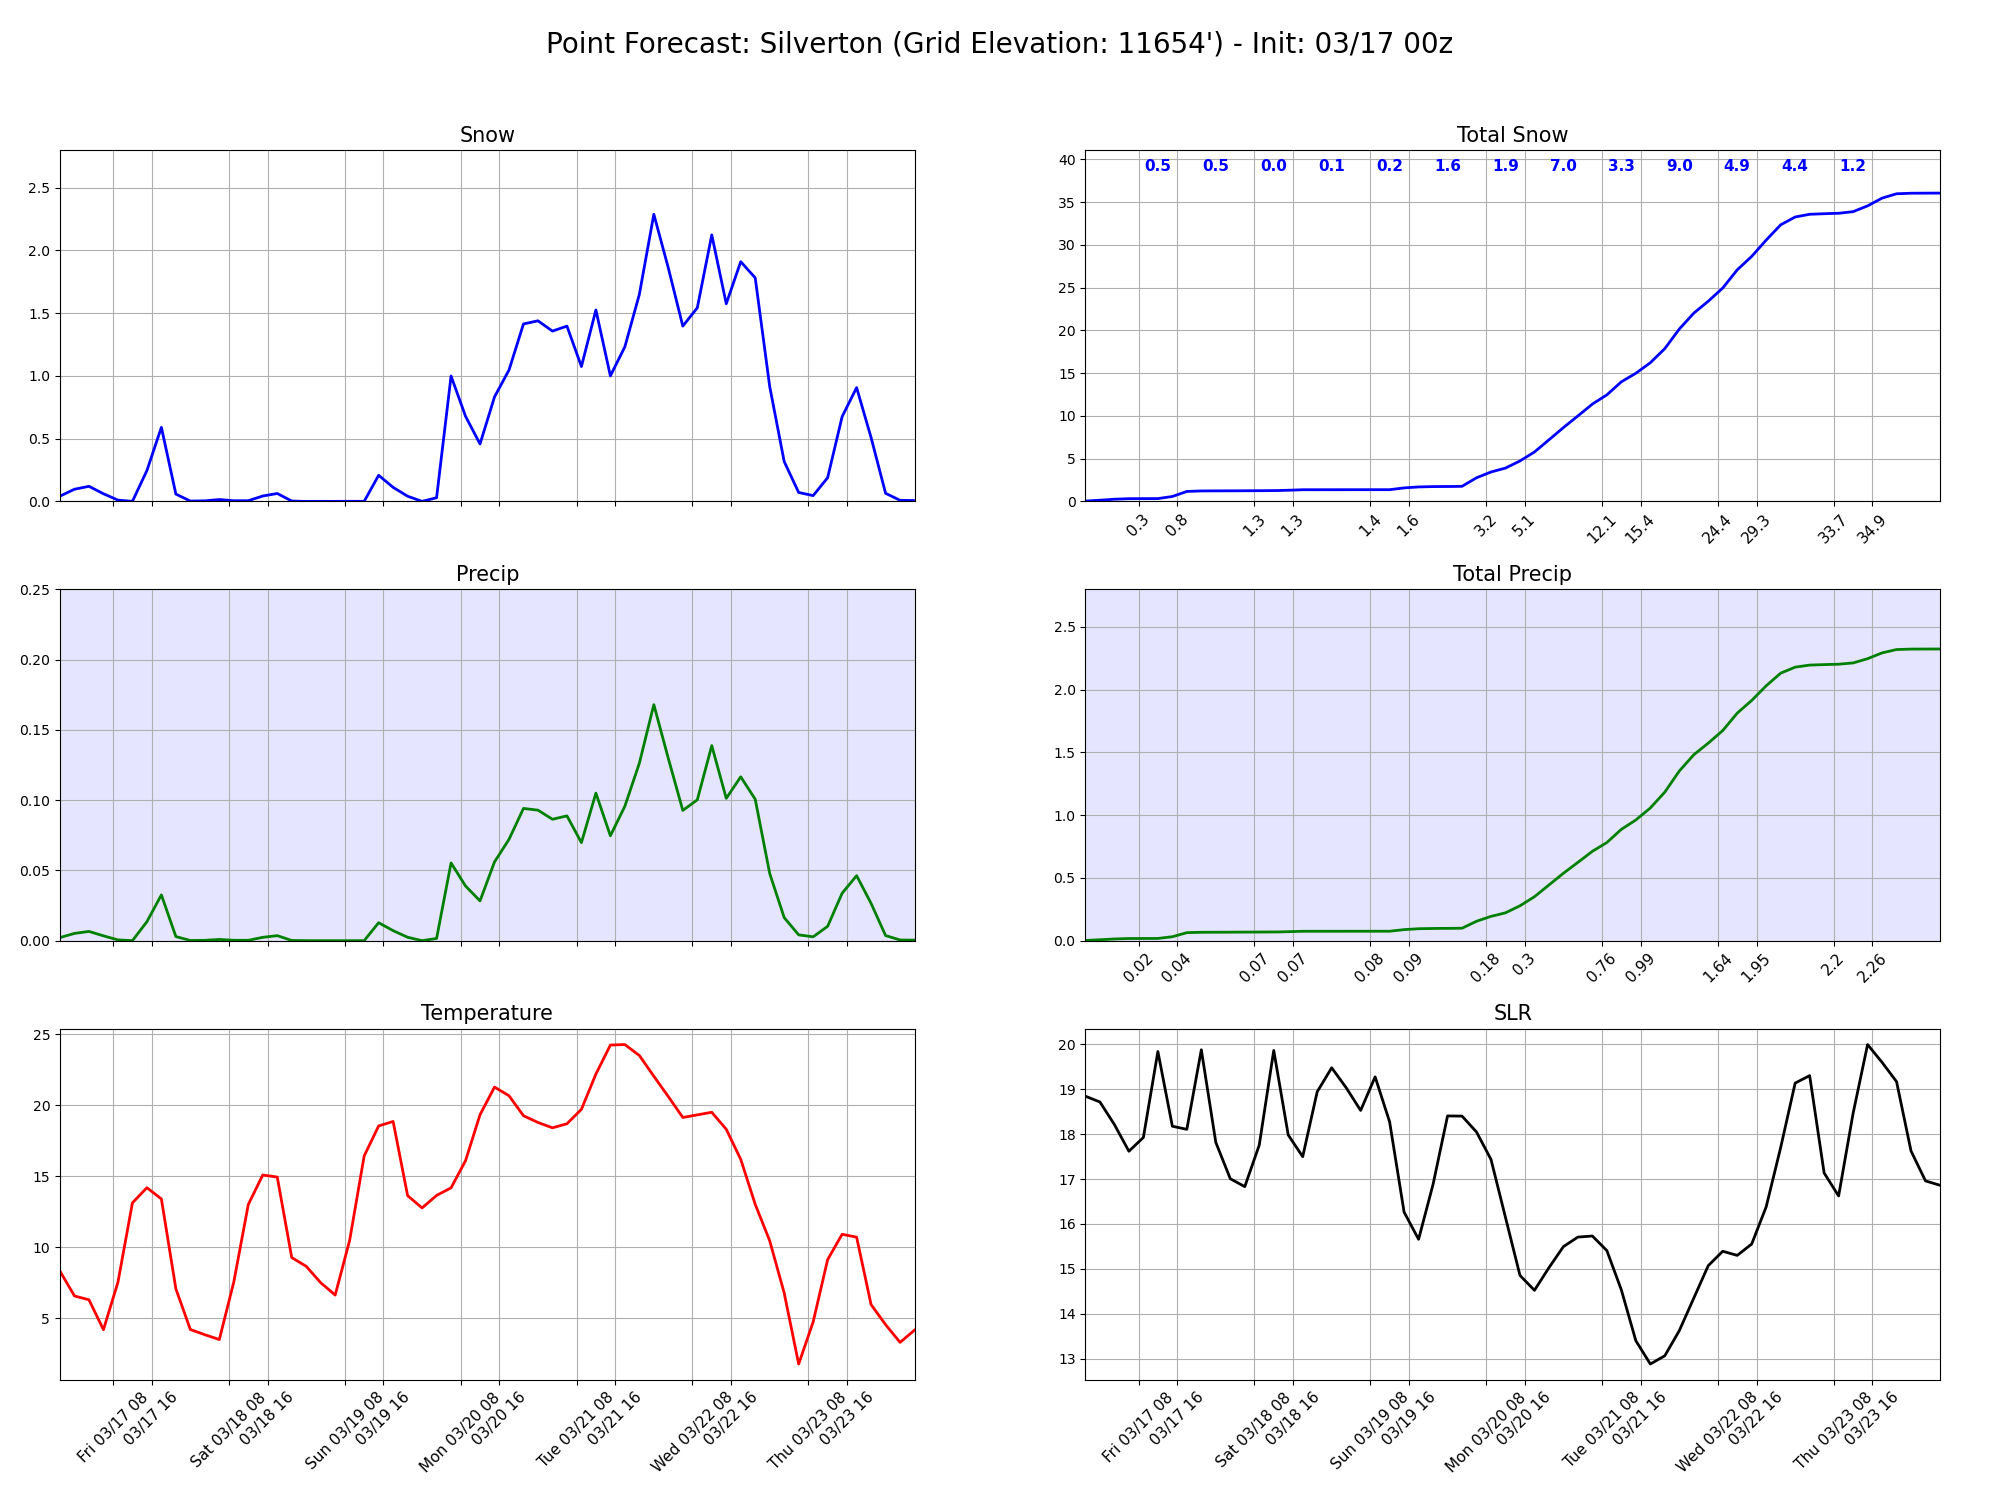 Point Forecast: Silverton (Grid Elevation: 11654') - Init: 03/17 00z
Snow
2.5
2.0
1.5
1.0
0.5
0.0
Total Snow
0.5 0.5 0.0 0.1 0.2 1.6 1.9 7.0 3.3 9.0 4.9 4.4 1.2
40
35
30
25
20
15
10
5
0
0.3 0.8 1.3 1.3 1.4 1.6 3.2 5.1 12.1 15.4 24.4 29.3 33.7 34.9
Precip
0.25
0.20
0.15
0.10
0.05
0.00
Total Precip
2.5
2.0
1.5
1.0
0.5
0.0
0.02 0.04 0.07 0.07 0.08 0.09 0.18 0.3 0.76 0.99 1.64 1.95 2.2 2.26
Temperature
25
20
15
10
5
Fri 03/17 08
03/17 16
Sat 03/18 08
03/18 16
Sun 03/19 08
03/19 16
Mon 03/20 08
03/20 16
Tue 03/21 08
03/21 16
Wed 03/22 08
03/22 16
Thu 03/23 08
03/23 16
SLR
20
19
18
17
16
15
14
13
Fri 03/17 08
03/17 16
Sat 03/18 08
03/18 16
Sun 03/19 08
03/19 16
Mon 03/20 08
03/20 16
Tue 03/21 08
03/21 16
Wed 03/22 08
03/22 16
Thu 03/23 08
03/23 16